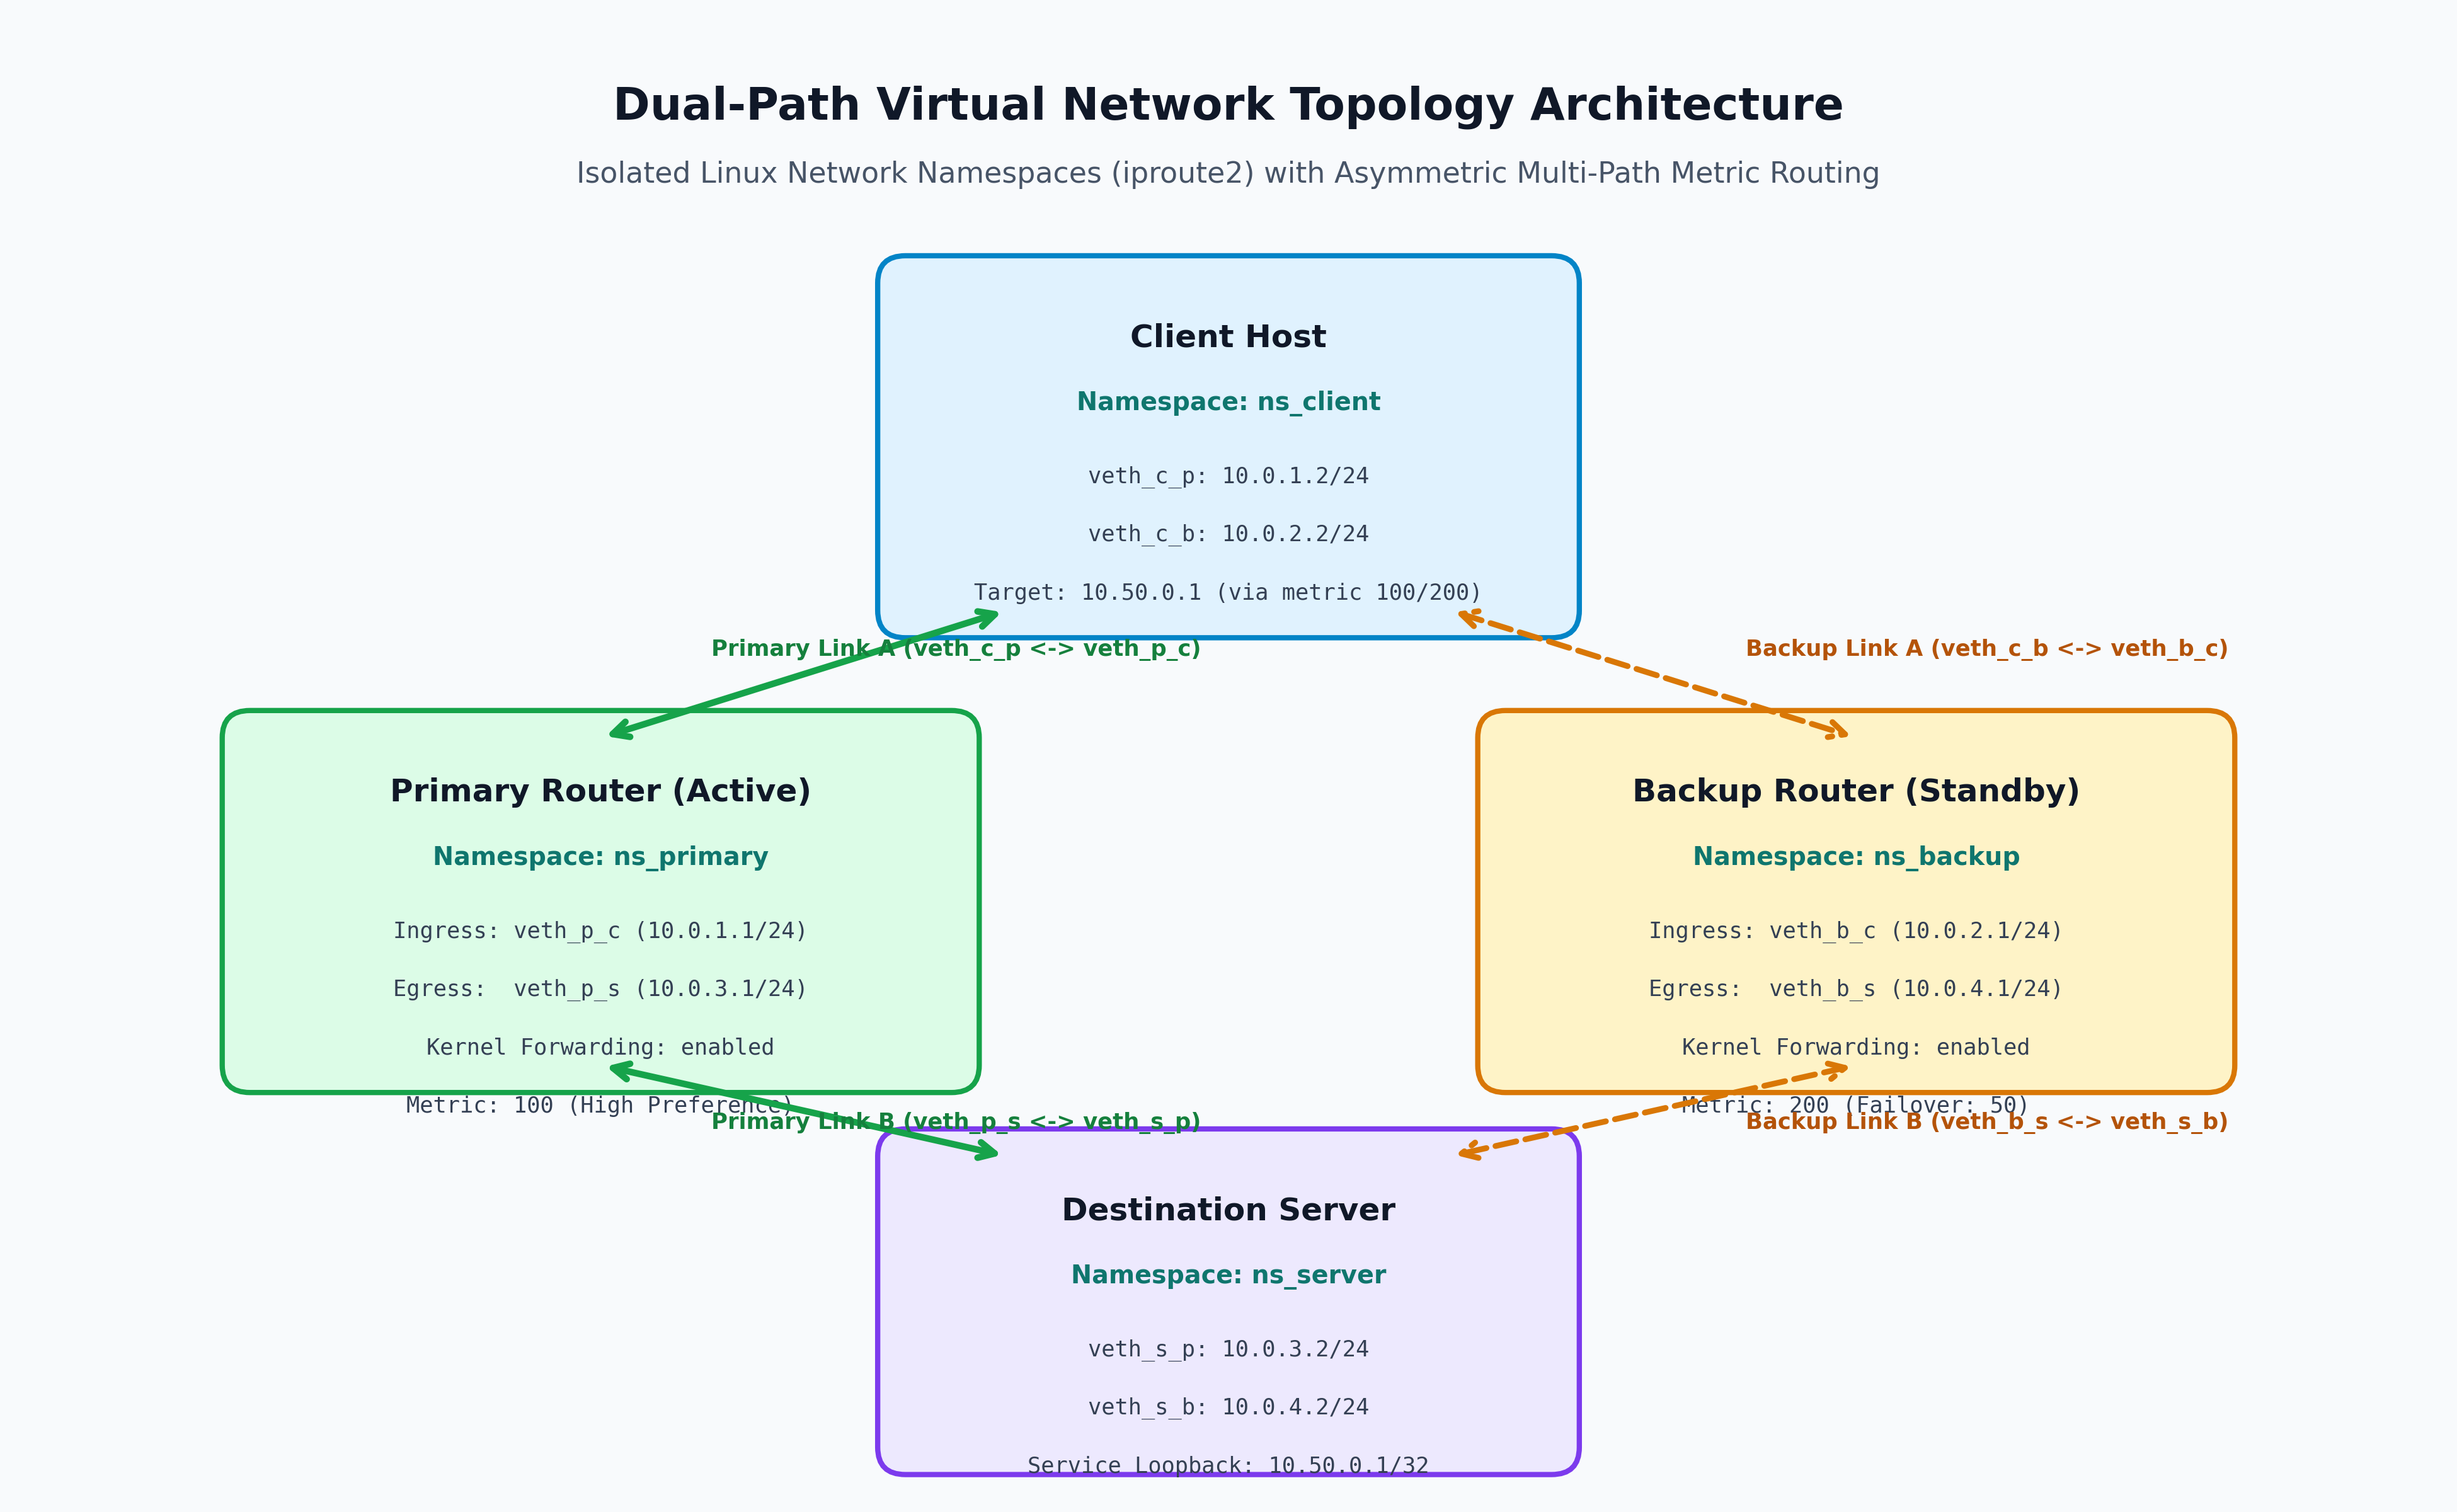 Dual-Path Virtual Network Topology Architecture
Isolated Linux Network Namespaces (iproute2) with Asymmetric Multi-Path Metric Routing
Client Host
Namespace: ns_client
veth_c_p: 10.0.1.2/24
veth_c_b: 10.0.2.2/24
Target: 10.50.0.1 (via metric 100/200)
Primary Link A (veth_c_p <-> veth_p_c)
Backup Link A (veth_c_b <-> veth_b_c)
Primary Router (Active)
Namespace: ns_primary
Ingress: veth_p_c (10.0.1.1/24)
Egress:  veth_p_s (10.0.3.1/24)
Kernel Forwarding: enabled
Metric: 100 (High Preference)
Backup Router (Standby)
Namespace: ns_backup
Ingress: veth_b_c (10.0.2.1/24)
Egress:  veth_b_s (10.0.4.1/24)
Kernel Forwarding: enabled
Metric: 200 (Failover: 50)
Primary Link B (veth_p_s <-> veth_s_p)
Backup Link B (veth_b_s <-> veth_s_b)
Destination Server
Namespace: ns_server
veth_s_p: 10.0.3.2/24
veth_s_b: 10.0.4.2/24
Service Loopback: 10.50.0.1/32